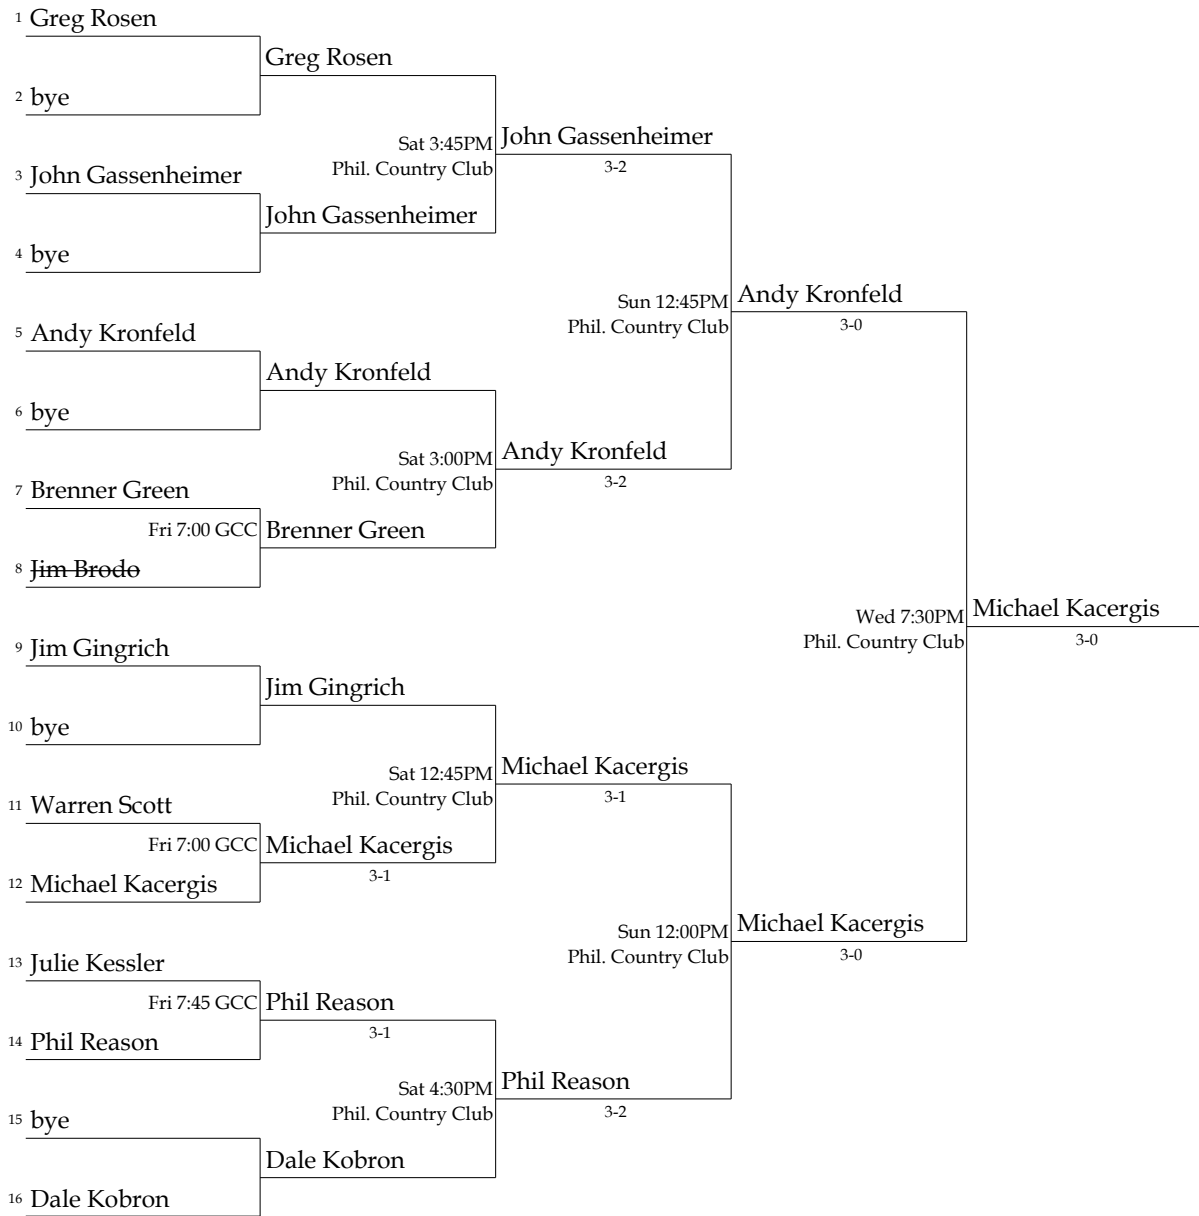 1 Greg Rosen
Greg Rosen
2 bye
Sat 3:45PM
Phil. Country Club
John Gassenheimer
3-2
3 John Gassenheimer
John Gassenheimer
4 bye
Sun 12:45PM
Phil. Country Club
Andy Kronfeld
3-0
5 Andy Kronfeld
Andy Kronfeld
6 bye
Sat 3:00PM
Phil. Country Club
Andy Kronfeld
3-2
7 Brenner Green
Fri 7:00 GCC
Brenner Green
8 Jim Brodo
Wed 7:30PM
Phil. Country Club
Michael Kacergis
3-0
9 Jim Gingrich
Jim Gingrich
10 bye
Sat 12:45PM
Phil. Country Club
Michael Kacergis
3-1
11 Warren Scott
Fri 7:00 GCC
Michael Kacergis
3-1
12 Michael Kacergis
Sun 12:00PM
Phil. Country Club
Michael Kacergis
3-0
13 Julie Kessler
Fri 7:45 GCC
Phil Reason
3-1
14 Phil Reason
Sat 4:30PM
Phil. Country Club
Phil Reason
3-2
15 bye
Dale Kobron
16 Dale Kobron